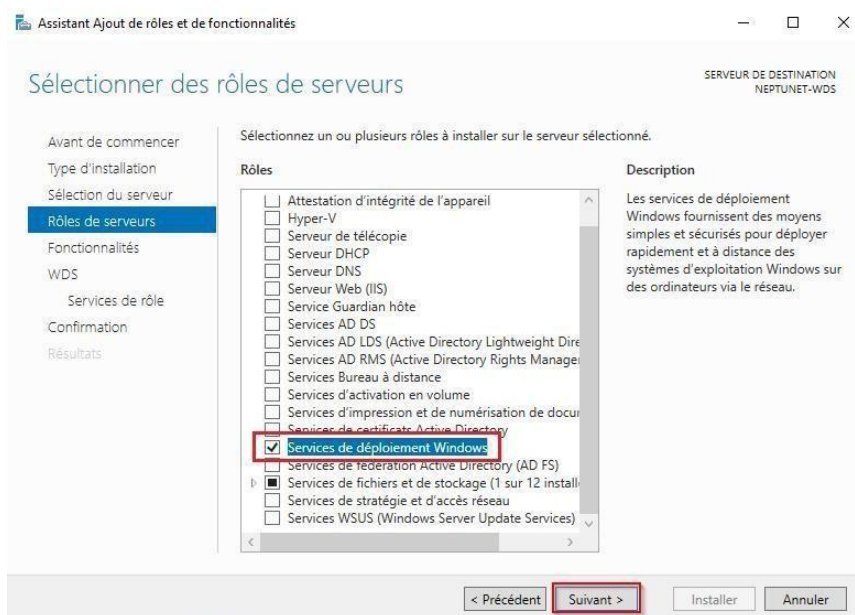 Assistant Ajout de rôles et de fonctionnalités
Sélectionner des rôles de serveurs
SERVEUR DE DESTINATION
NEPTUNET-WDS
Avant de commencer
Type d'installation
Sélection du serveur
Rôles de serveurs
Fonctionnalités
WDS
Services de rôle
Confirmation
Résultats
Sélectionnez un ou plusieurs rôles à installer sur le serveur sélectionné.
Rôles
Attestation d'intégrité de l'appareil
Hyper-V
Serveur de télécopie
Serveur DHCP
Serveur DNS
Serveur Web (IIS)
Service Guardian hôte
Services AD DS
Services AD LDS (Active Directory Lightweight Dire
Services AD RMS (Active Directory Rights Manage
Services Bureau à distance
Services d'activation en volume
Services d'impression et de numérisation de docu
Services de certificats Active Directory
Services de déploiement Windows
Services de fédération Active Directory (AD FS)
Services de fichiers et de stockage (1 sur 12 install
Services de stratégie et d'accès réseau
Services WSUS (Windows Server Update Services)
Description
Les services de déploiement
Windows fournissent des moyens
simples et sécurisés pour déployer
rapidement et à distance des
systèmes d'exploitation Windows sur
des ordinateurs via le réseau.
< Précédent
Suivant >
Installer
Annuler